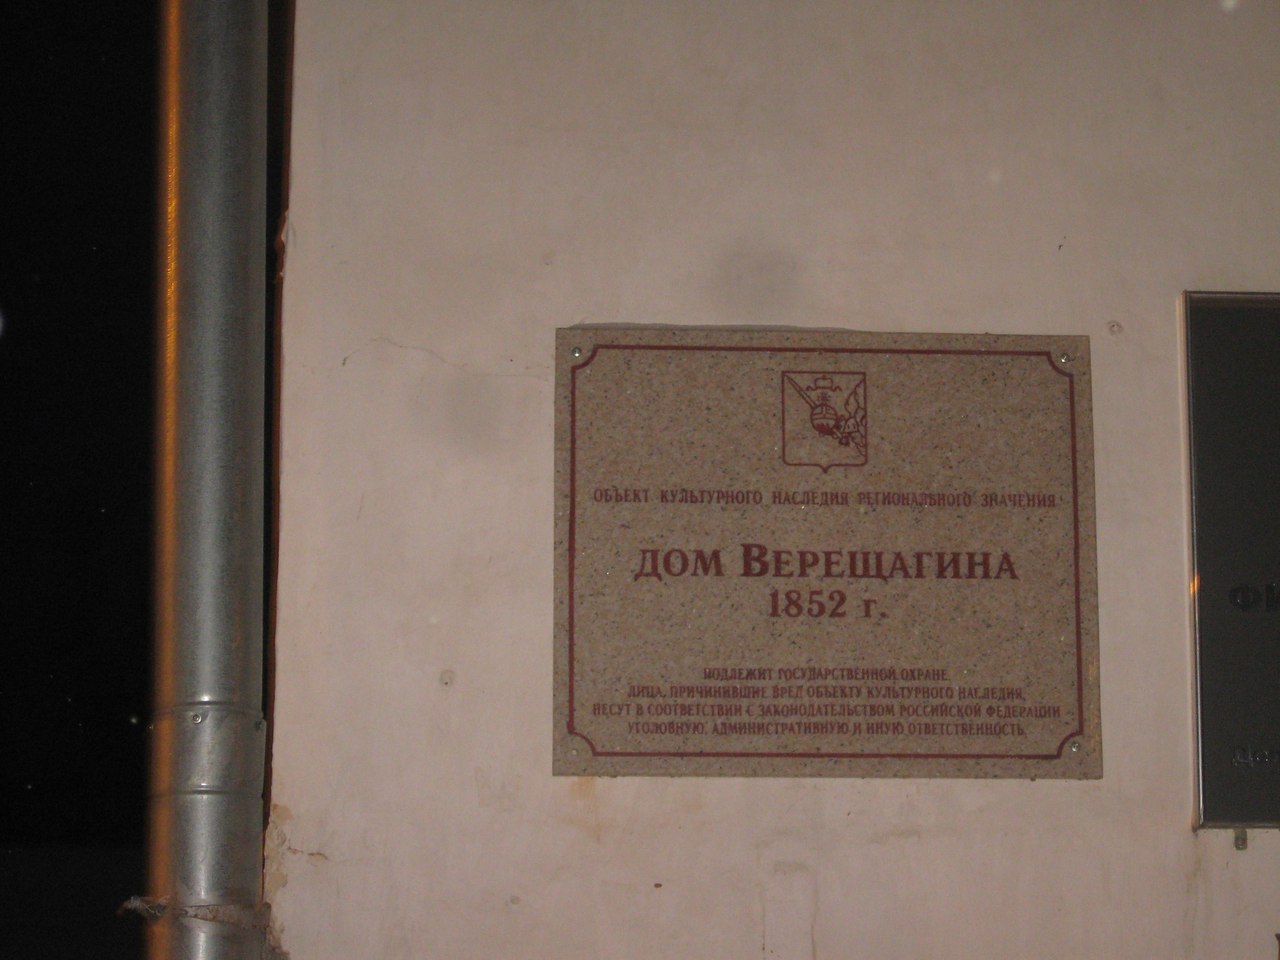 ОБЪЕКТ КУЛЬТУРНОГО НАСЛЕДИЯ РЕГИОНАЛЬНОГО ЗНАЧЕНИЯ
ДОМ ВЕРЕЩАГИНА
1852 г.
ПОДЛЕЖИТ ГОСУДАРСТВЕННОЙ ОХРАНЕ.
ЛИЦА, ПРИЧИНИВШИЕ ВРЕД ОБЪЕКТУ КУЛЬТУРНОГО НАСЛЕДИЯ,
НЕСУТ В СООТВЕТСТВИИ С ЗАКОНОДАТЕЛЬСТВОМ РОССИЙСКОЙ ФЕДЕРАЦИИ
УГОЛОВНУЮ, АДМИНИСТРАТИВНУЮ И ИНУЮ ОТВЕТСТВЕННОСТЬ.